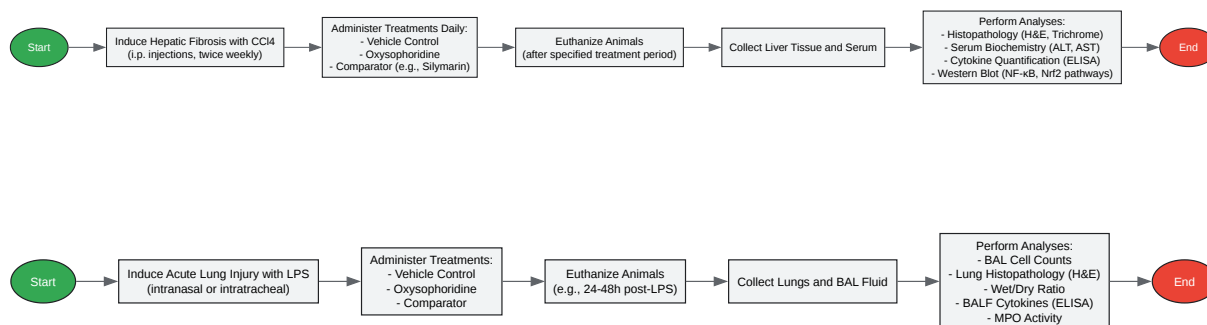 Start
Induce Hepatic Fibrosis with CCl4
(i.p. injections, twice weekly)
Administer Treatments Daily:
- Vehicle Control
- Oxysophoridine
- Comparator (e.g., Silymarin)
Euthanize Animals
(after specified treatment period)
Collect Liver Tissue and Serum
Perform Analyses:
- Histopathology (H&E, Trichrome)
- Serum Biochemistry (ALT, AST)
- Cytokine Quantification (ELISA)
- Western Blot (NF-κB, Nrf2 pathways)
End
Start
Induce Acute Lung Injury with LPS
(intranasal or intratracheal)
Administer Treatments:
- Vehicle Control
- Oxysophoridine
- Comparator
Euthanize Animals
(e.g., 24-48h post-LPS)
Collect Lungs and BAL Fluid
Perform Analyses:
- BAL Cell Counts
- Lung Histopathology (H&E)
- Wet/Dry Ratio
- BALF Cytokines (ELISA)
- MPO Activity
End